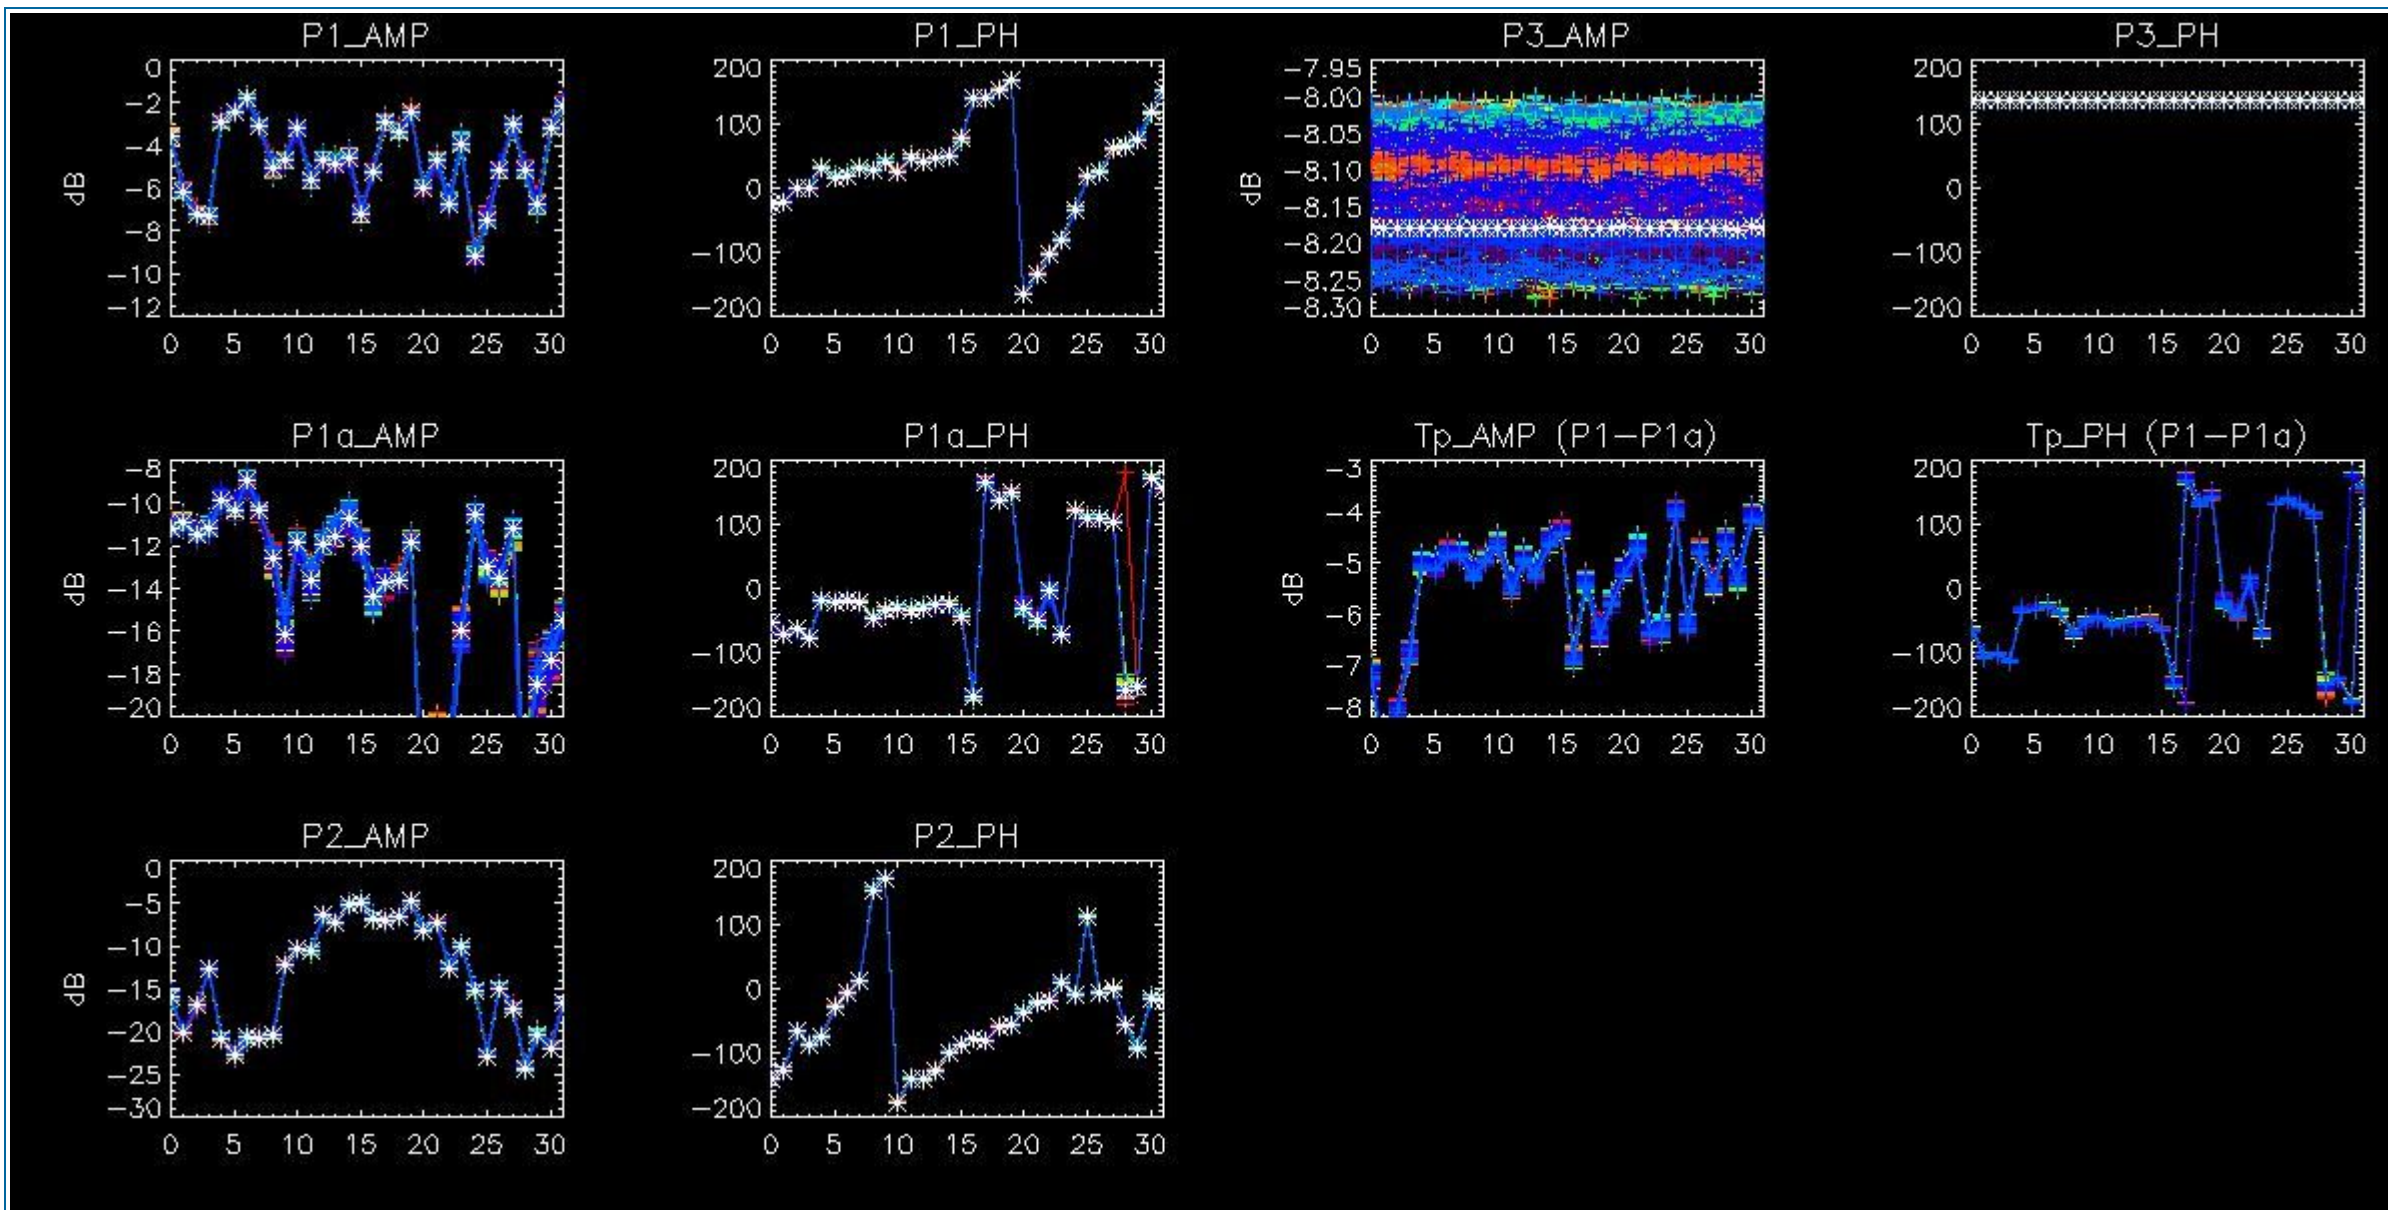 P1_AMP
0
−2
−4
−6
−8
−10
−12
dB
0 5 10 15 20 25 30
P1_PH
200
100
0
−100
−200
0 5 10 15 20 25 30
P3_AMP
−7.95
−8.00
−8.05
−8.10
−8.15
−8.20
−8.25
−8.30
dB
0 5 10 15 20 25 30
P3_PH
200
100
0
−100
−200
0 5 10 15 20 25 30
P1a_AMP
−8
−10
−12
−14
−16
−18
−20
dB
0 5 10 15 20 25 30
P1a_PH
200
100
0
−100
−200
0 5 10 15 20 25 30
Tp_AMP (P1−P1a)
−3
−4
−5
−6
−7
−8
dB
0 5 10 15 20 25 30
Tp_PH (P1−P1a)
200
100
0
−100
−200
0 5 10 15 20 25 30
P2_AMP
0
−5
−10
−15
−20
−25
−30
dB
0 5 10 15 20 25 30
P2_PH
200
100
0
−100
−200
0 5 10 15 20 25 30